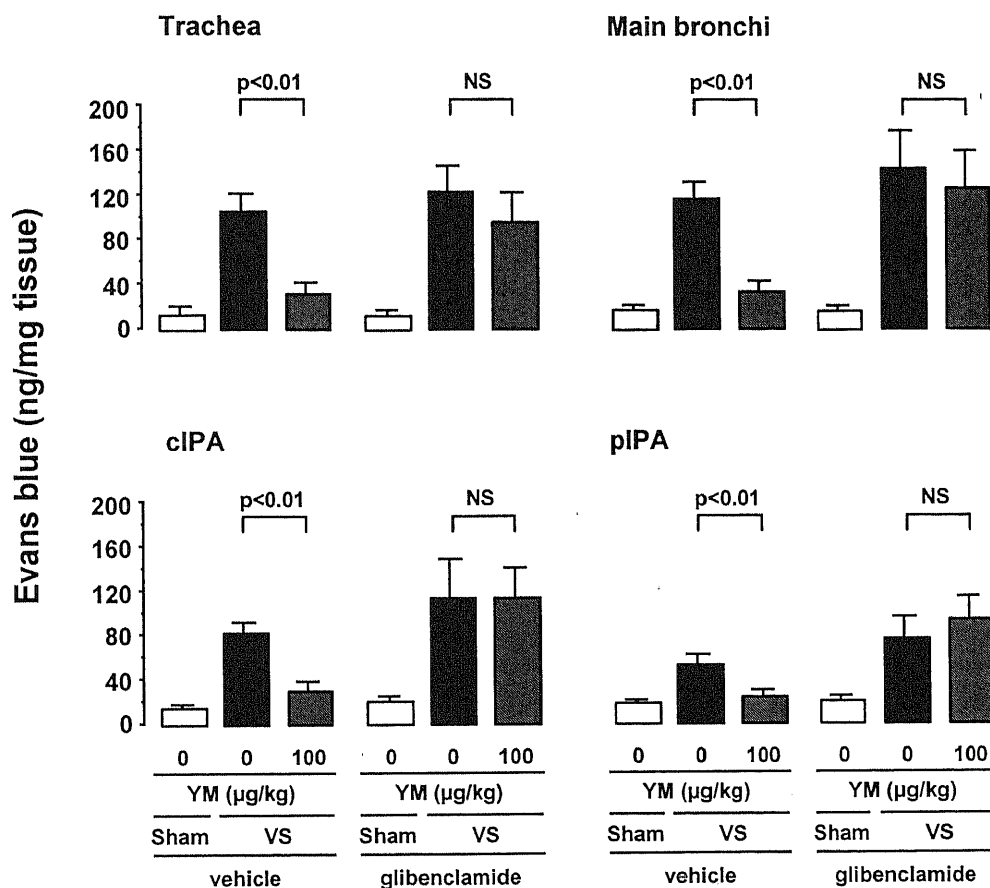 Trachea
Main bronchi
p<0.01
NS
p<0.01
NS
200
160
120
80
40
0
Evans blue (ng/mg tissue)
cIPA
pIPA
p<0.01
NS
p<0.01
NS
200
160
120
80
40
0
0 0 100 0 0 100 0 0 100 0 0 100
YM (µg/kg) YM (µg/kg) YM (µg/kg) YM (µg/kg)
Sham VS Sham VS Sham VS Sham VS
vehicle glibenclamide vehicle glibenclamide